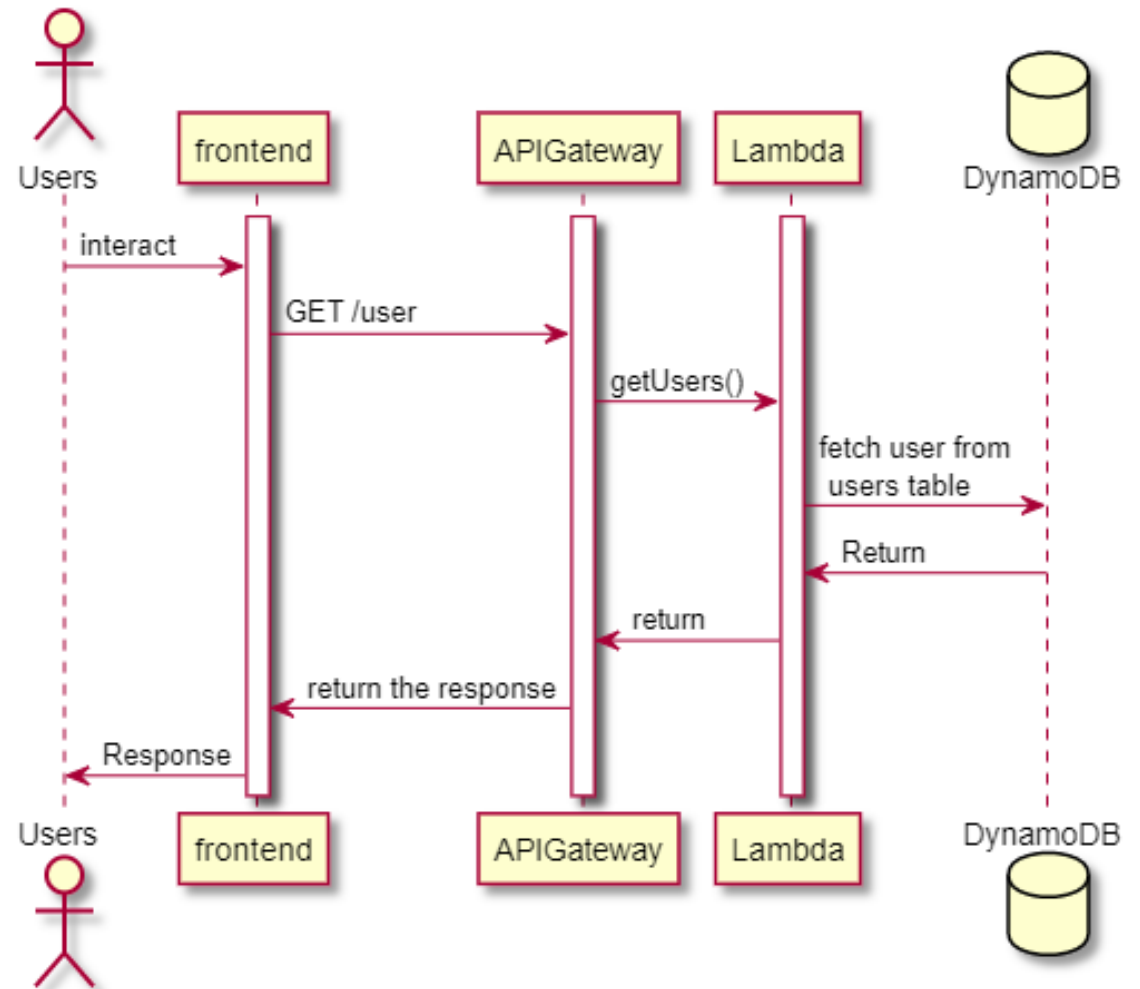 Users
frontend
APIGateway
Lambda
DynamoDB
interact
GET /user
getUsers()
fetch user from
users table
Return
return
return the response
Response
Users
frontend
APIGateway
Lambda
DynamoDB